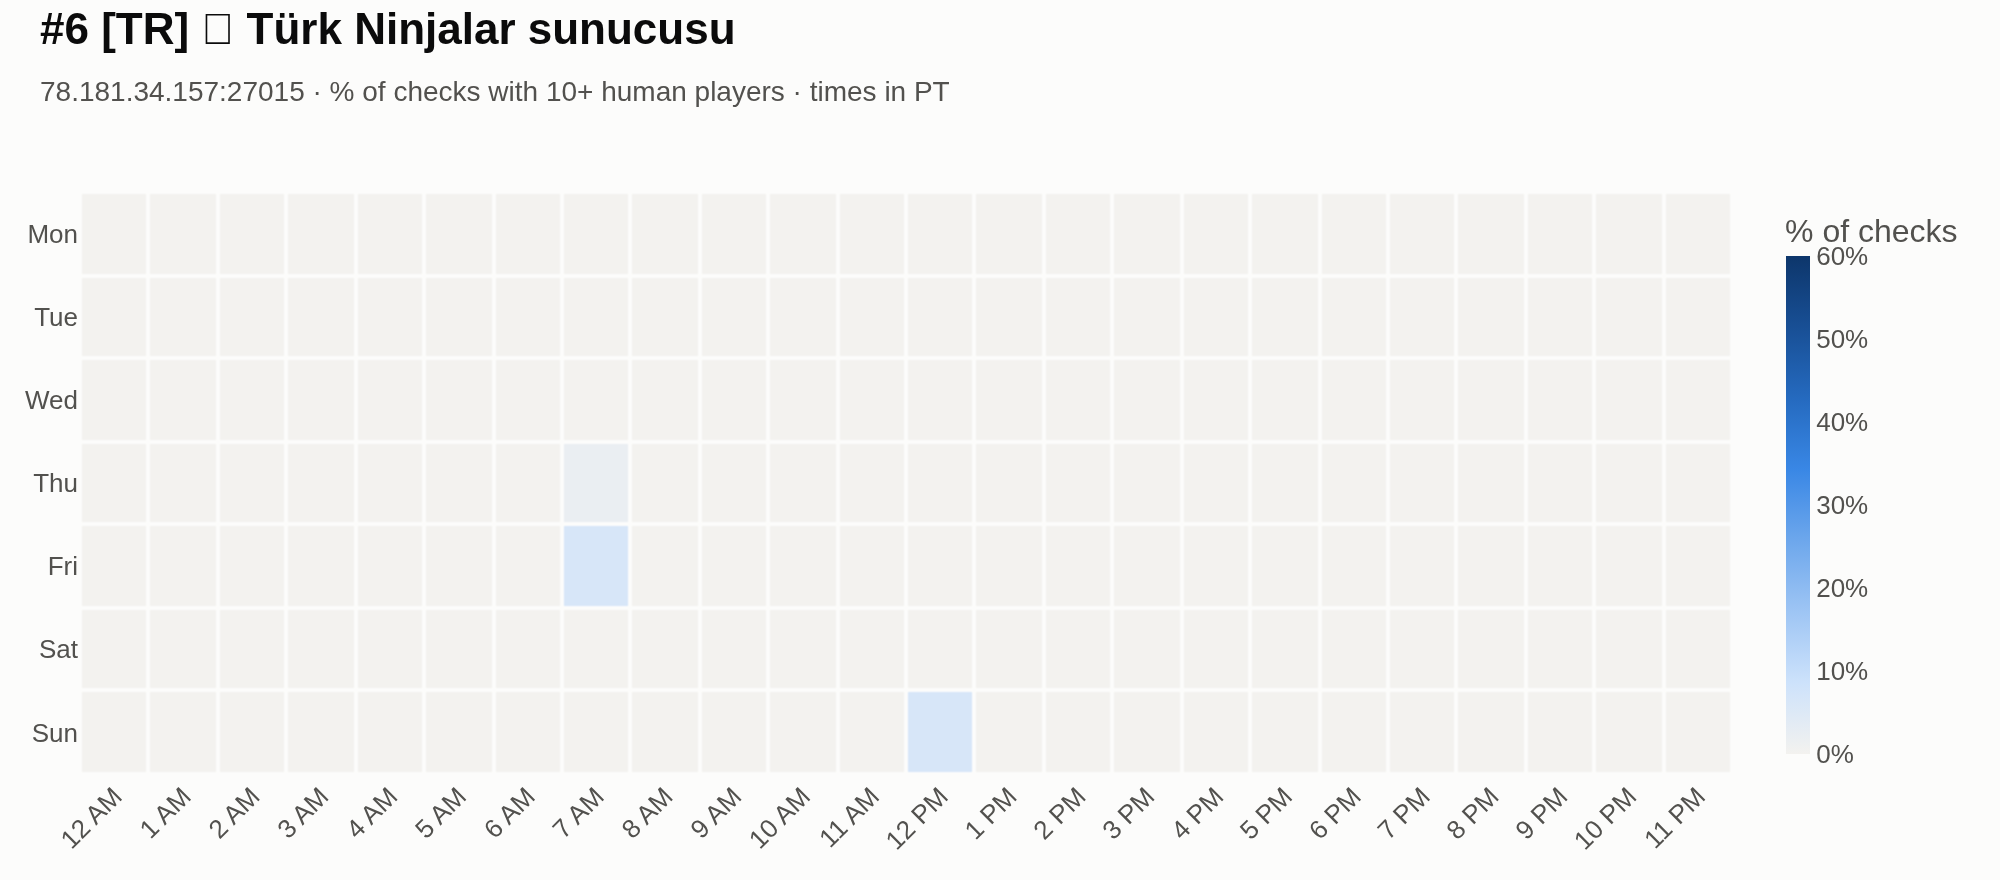 #6 [TR] □ Türk Ninjalar sunucusu
78.181.34.157:27015 · % of checks with 10+ human players · times in PT
% of checks
60%
50%
40%
30%
20%
10%
0%
Mon
Tue
Wed
Thu
Fri
Sat
Sun
12 AM
1 AM
2 AM
3 AM
4 AM
5 AM
6 AM
7 AM
8 AM
9 AM
10 AM
11 AM
12 PM
1 PM
2 PM
3 PM
4 PM
5 PM
6 PM
7 PM
8 PM
9 PM
10 PM
11 PM